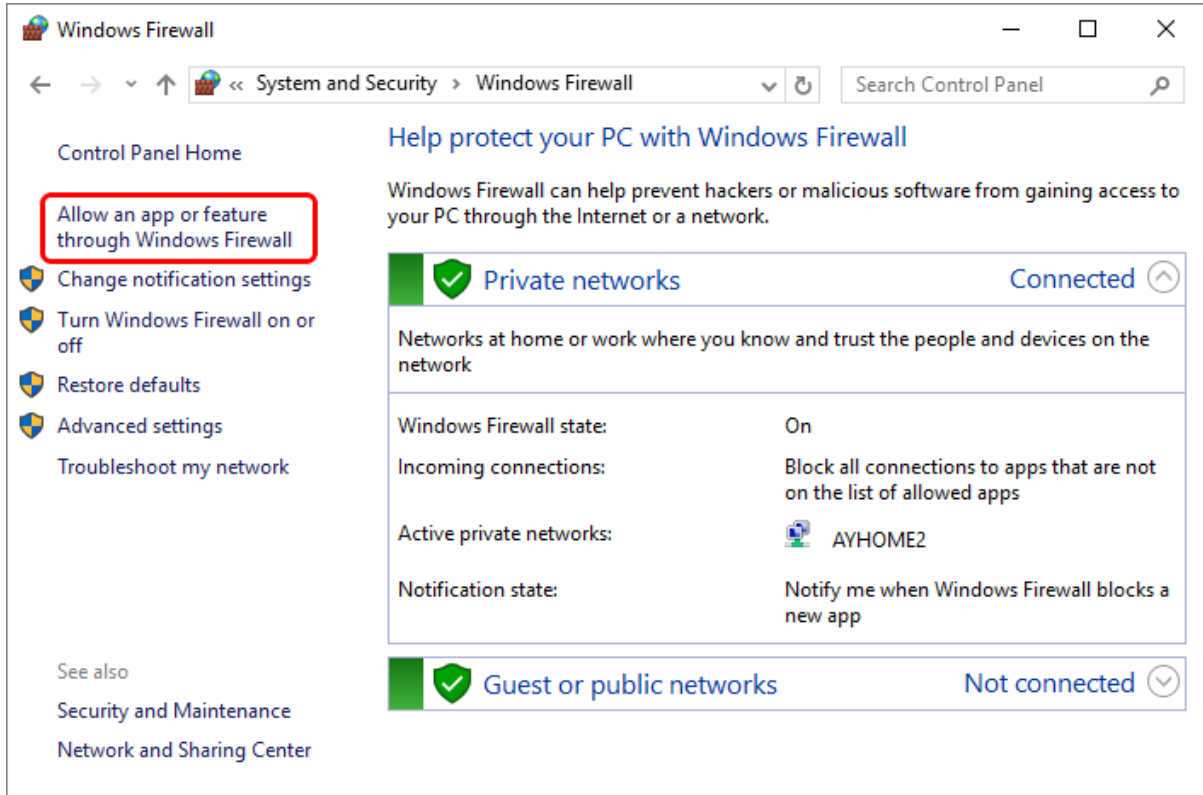 Windows Firewall
« System and Security › Windows Firewall
Search Control Panel
Control Panel Home
Allow an app or feature
through Windows Firewall
Change notification settings
Turn Windows Firewall on or
off
Restore defaults
Advanced settings
Troubleshoot my network
See also
Security and Maintenance
Network and Sharing Center
Help protect your PC with Windows Firewall
Windows Firewall can help prevent hackers or malicious software from gaining access to
your PC through the Internet or a network.
Private networks Connected
Networks at home or work where you know and trust the people and devices on the
network
Windows Firewall state: On
Incoming connections: Block all connections to apps that are not
on the list of allowed apps
Active private networks: AYHOME2
Notification state: Notify me when Windows Firewall blocks a
new app
Guest or public networks Not connected